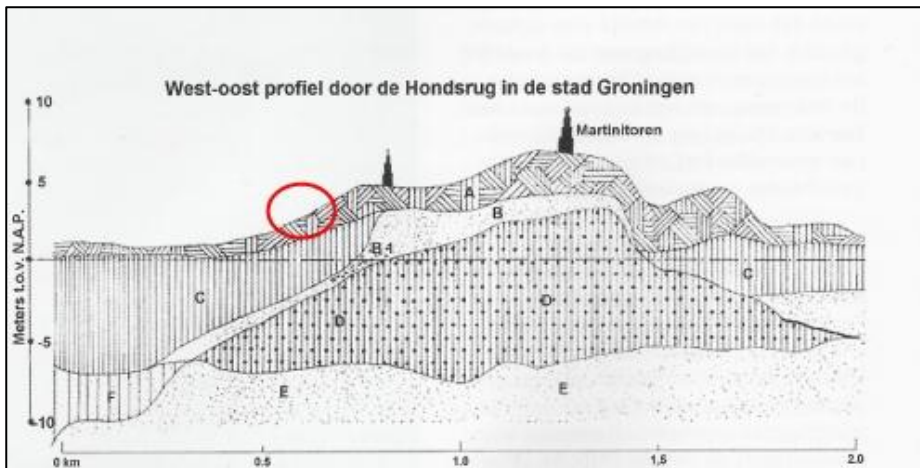 West-oost profiel door de Hondsrug in de stad Groningen
Martinitoren
Meters t.o.v. N.A.P.
10
5
0
-5
-10
A
B
B 1
C
C
D
D
E
E
F
0 km
0.5
1.0
1.5
2.0